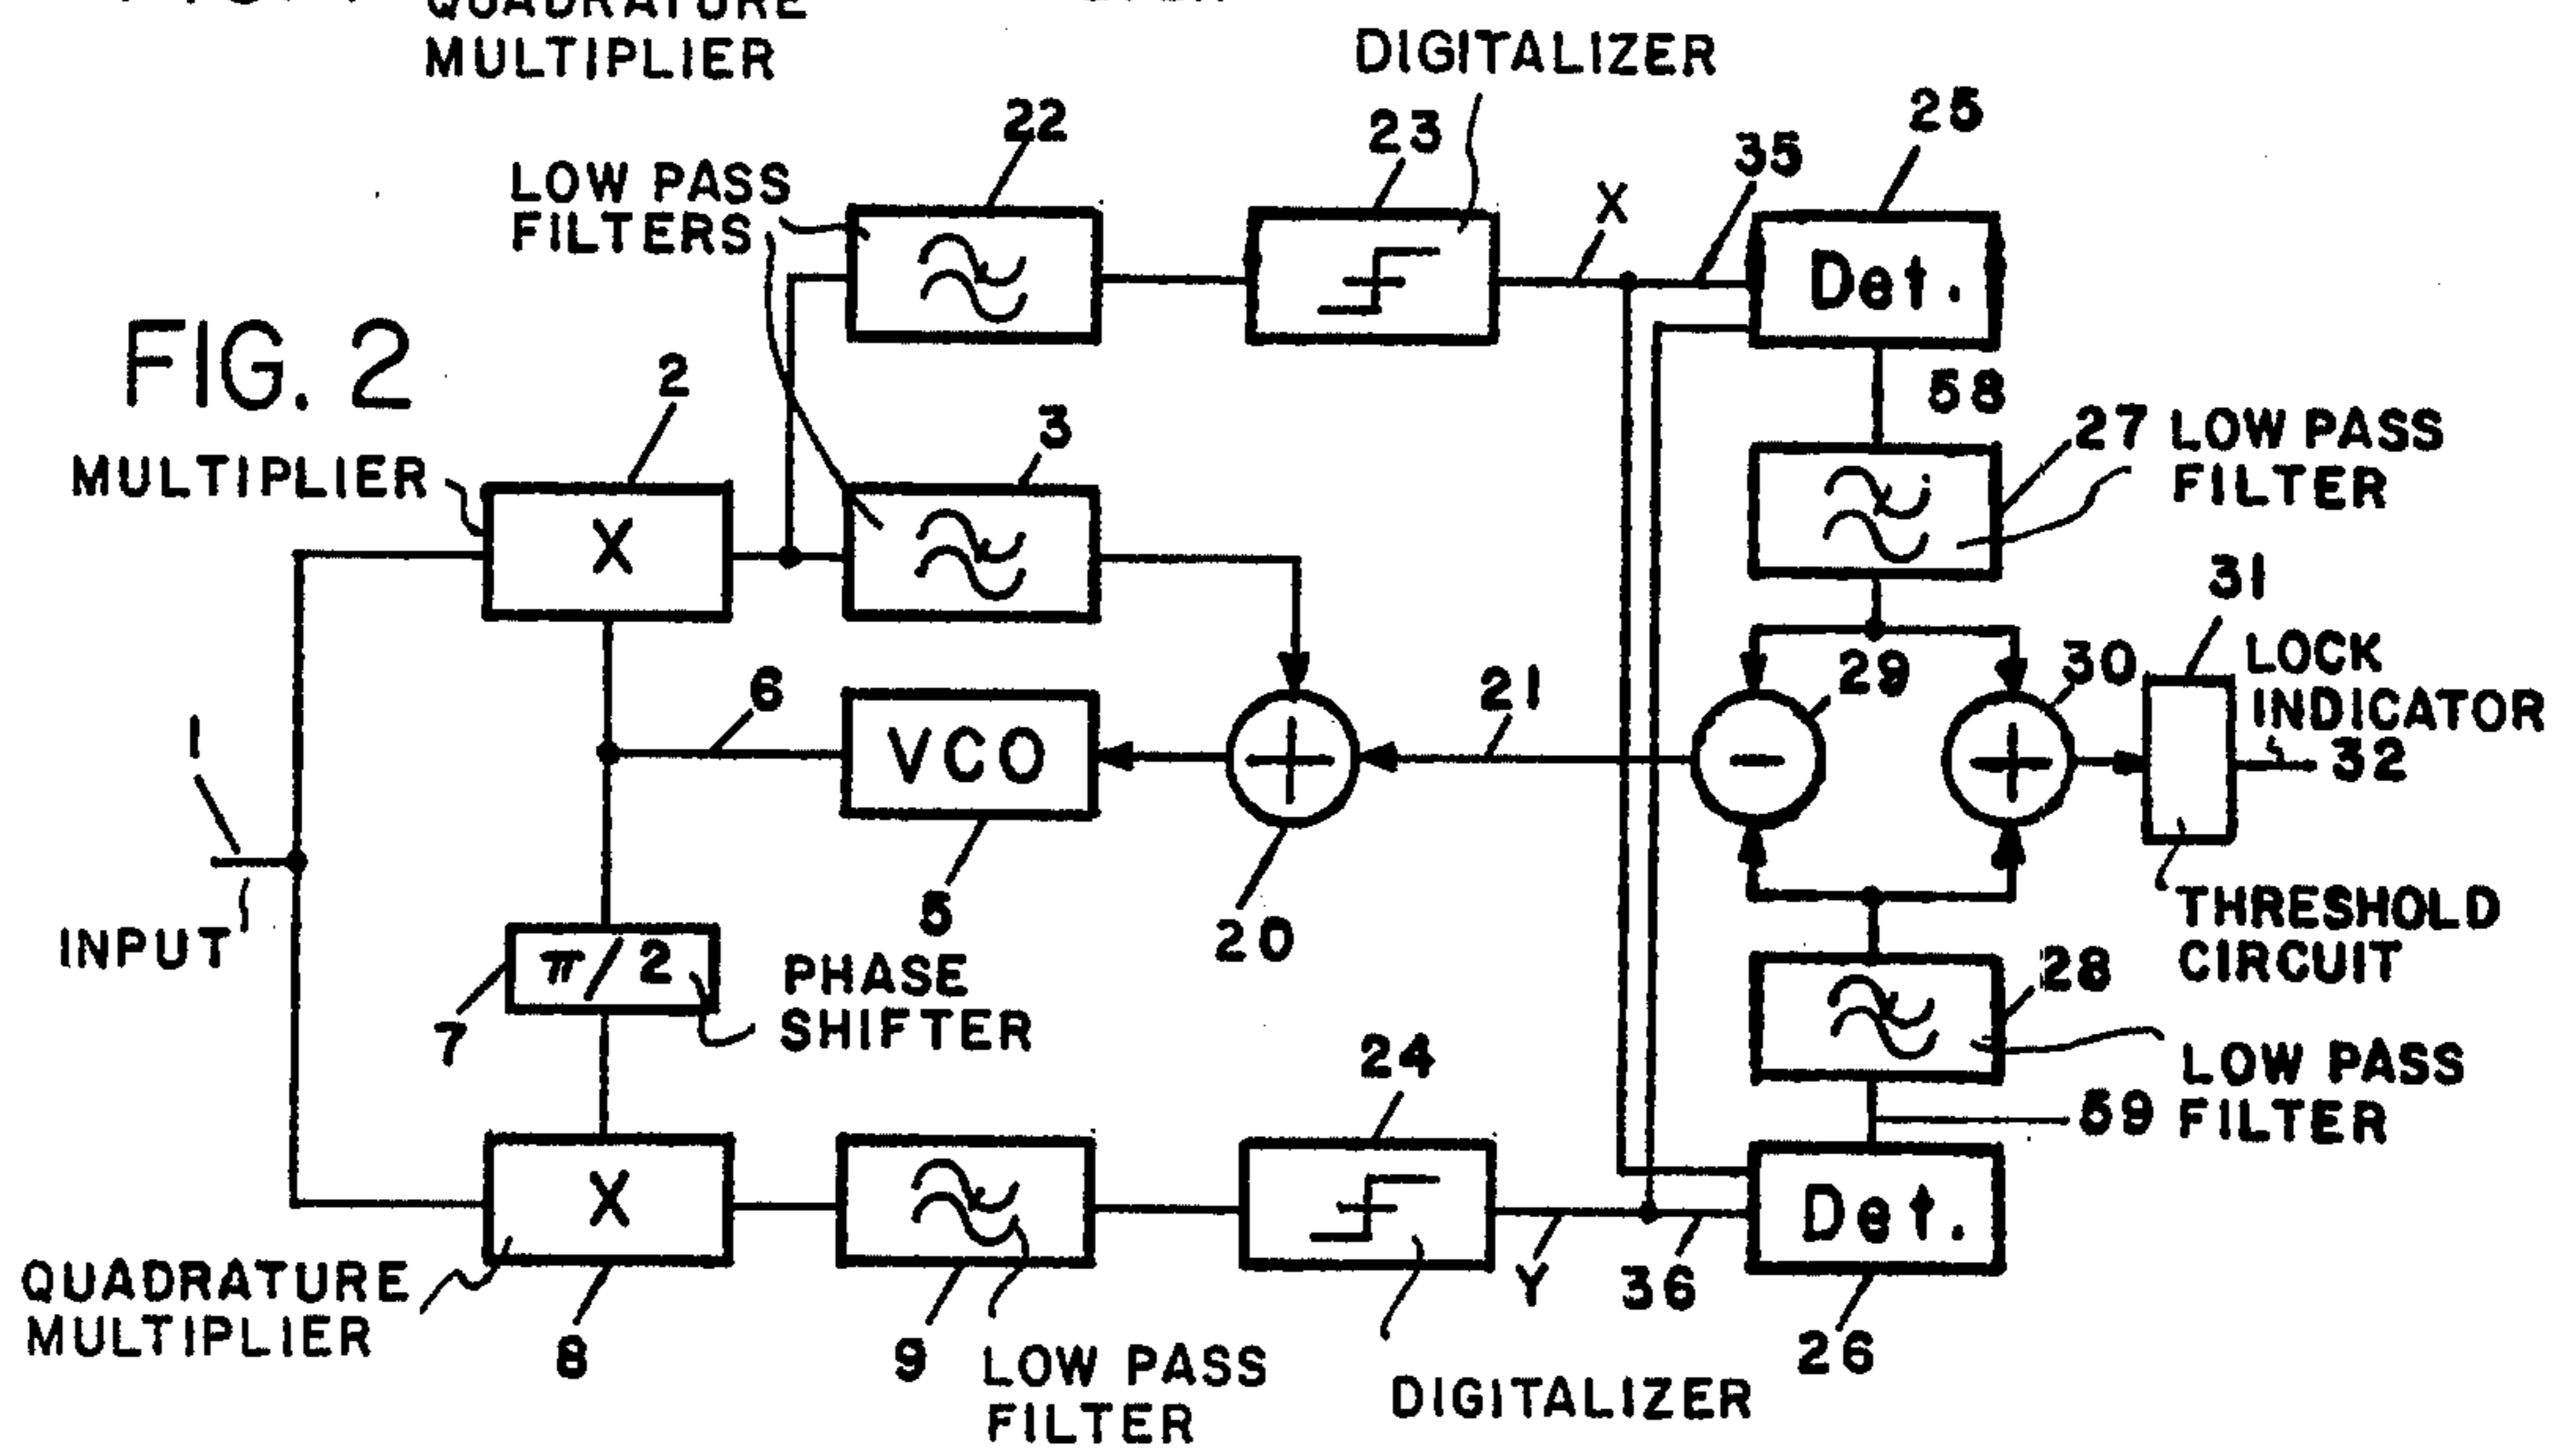 QUADRATURE
MULTIPLIER
DIGITALIZER
22
23
35
25
LOW PASS
FILTERS
X
Det.
FIG. 2
2
3
58
MULTIPLIER
27 LOW PASS
FILTER
X
31
LOCK
INDICATOR
6
21
29
30
1
VCO
+
-
+
32
INPUT
5
20
THRESHOLD
CIRCUIT
π/2
PHASE
SHIFTER
7
28
24
LOW PASS
FILTER
59
X
Det.
QUADRATURE
MULTIPLIER
8
9
LOW PASS
FILTER
Y
36
26
DIGITALIZER